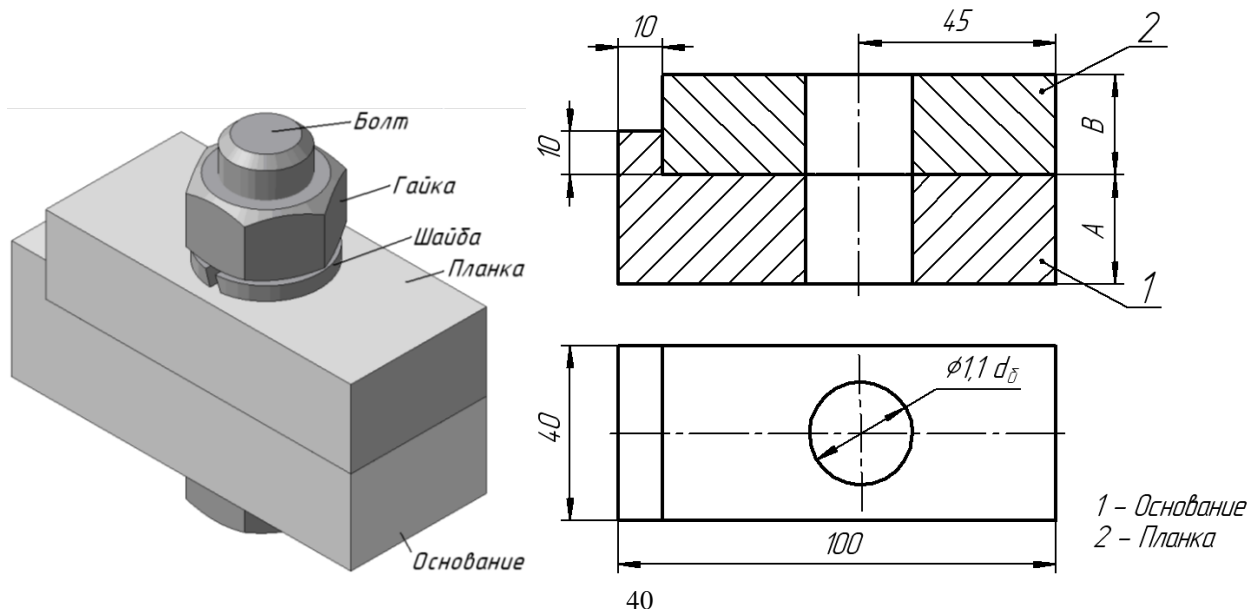 Болт
Гайка
Шайба
Планка
Основание
10
45
2
10
B
A
1
40
ϕ1,1 dб
100
1 – Основание
2 – Планка
40